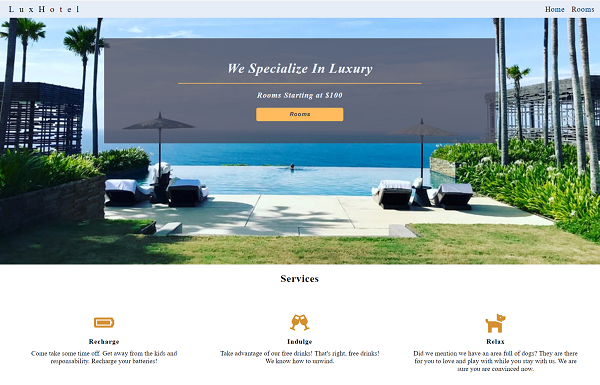 LuxHotel
Home Rooms
We Specialize In Luxury
Rooms Starting at $100
Rooms
Services
Recharge
Come take some time off. Get away from the kids and
responsability. Recharge your batteries!
Indulge
Take advantage of our free drinks! That's right, free drinks!
We know how to unwind.
Relax
Did we mention we have an area full of dogs? They are there
for you to love and play with while you stay with us. We are
sure you are convinced now.